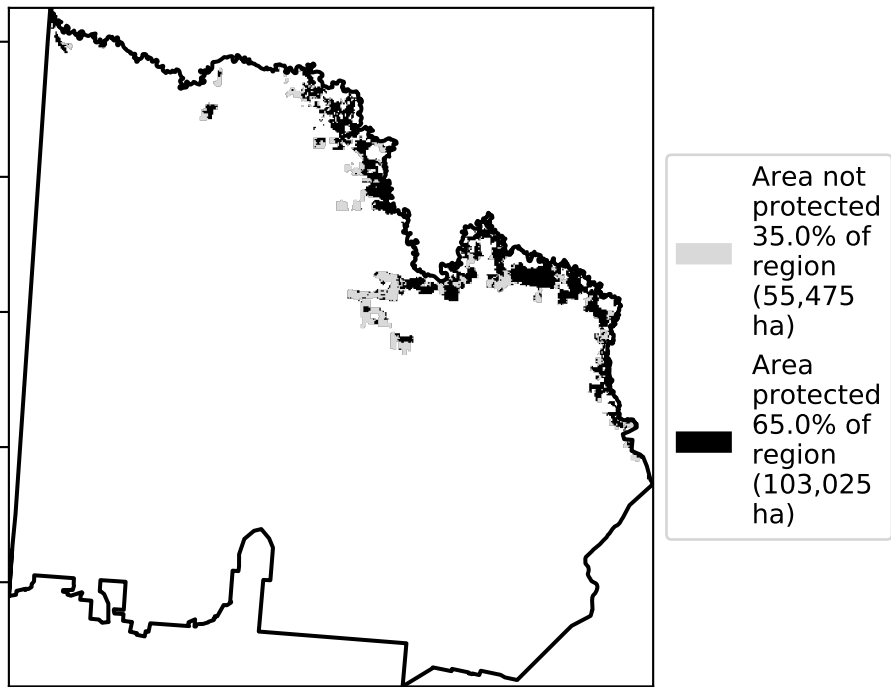 Area not
protected
35.0% of
region
(55,475
ha)
Area
protected
65.0% of
region
(103,025
ha)